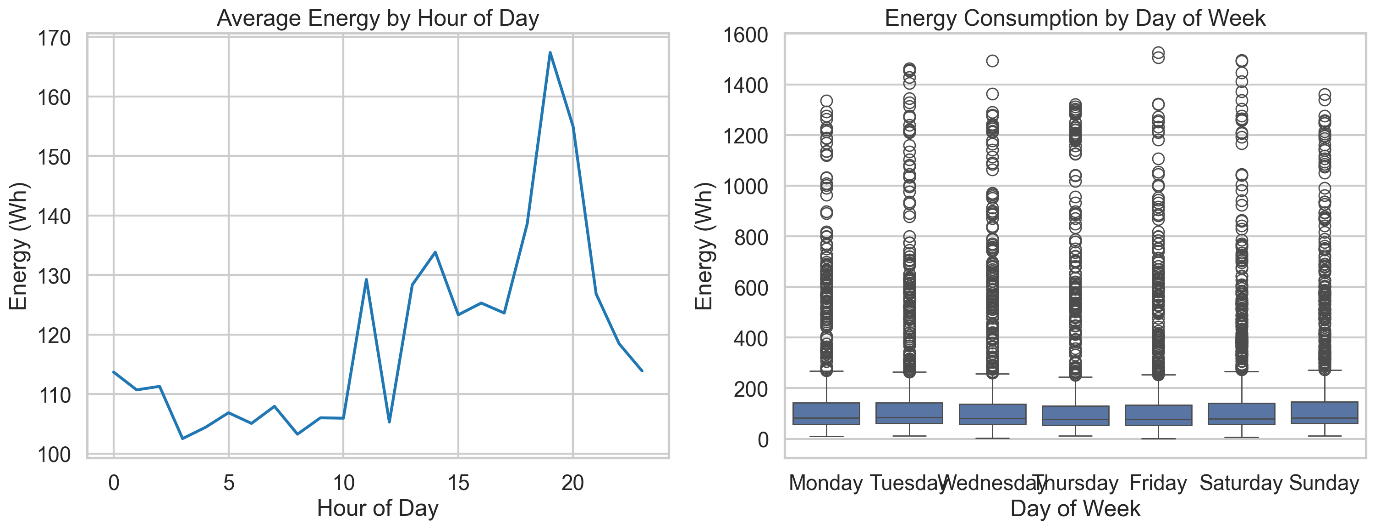 Average Energy by Hour of Day
Energy (Wh)
170
160
150
140
130
120
110
100
0 5 10 15 20
Hour of Day
Energy Consumption by Day of Week
Energy (Wh)
1600
1400
1200
1000
800
600
400
200
0
Monday Tuesday Wednesday Thursday Friday Saturday Sunday
Day of Week